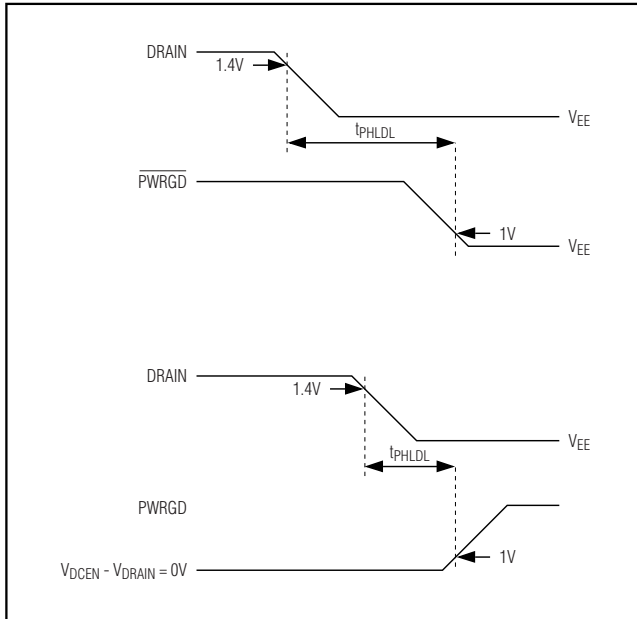 DRAIN
1.4V
VEE
tPHLDL
PWRGD
1V
VEE
DRAIN
1.4V
VEE
tPHLDL
PWRGD
1V
VDCEN - VDRAIN = 0V